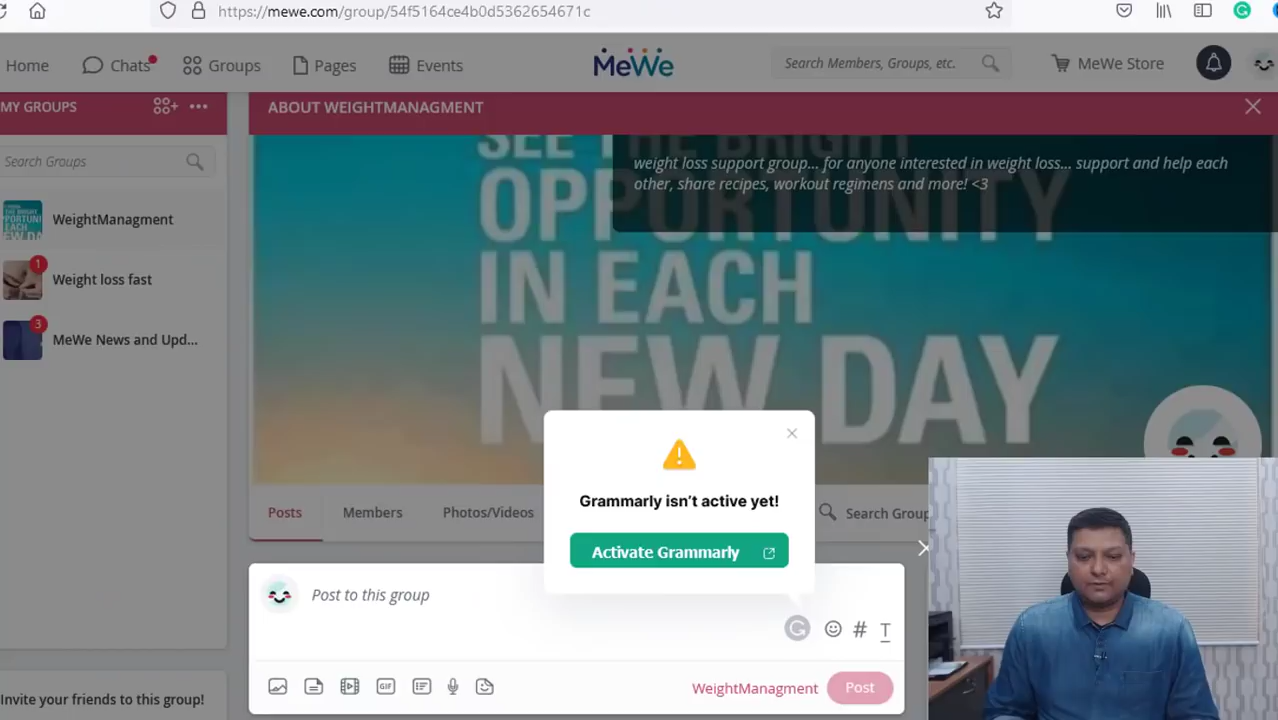 https://mewe.com/group/54f5164ce4b0d5362654671c
Home
Chats
Groups
Pages
Events
MeWe
Search Members, Groups, etc.
MeWe Store
MY GROUPS
ABOUT WEIGHTMANAGMENT
Search Groups
WeightManagment
1
Weight loss fast
3
MeWe News and Upd...
SEE THE BRIGHT
OPPORTUNITY
IN EACH
NEW DAY
weight loss support group... for anyone interested in weight loss... support and help each
other, share recipes, workout regimens and more! <3
Posts
Members
Photos/Videos
Search Group
Grammarly isn't active yet!
Activate Grammarly
Post to this group
GIF
WeightManagment
Post
Invite your friends to this group!